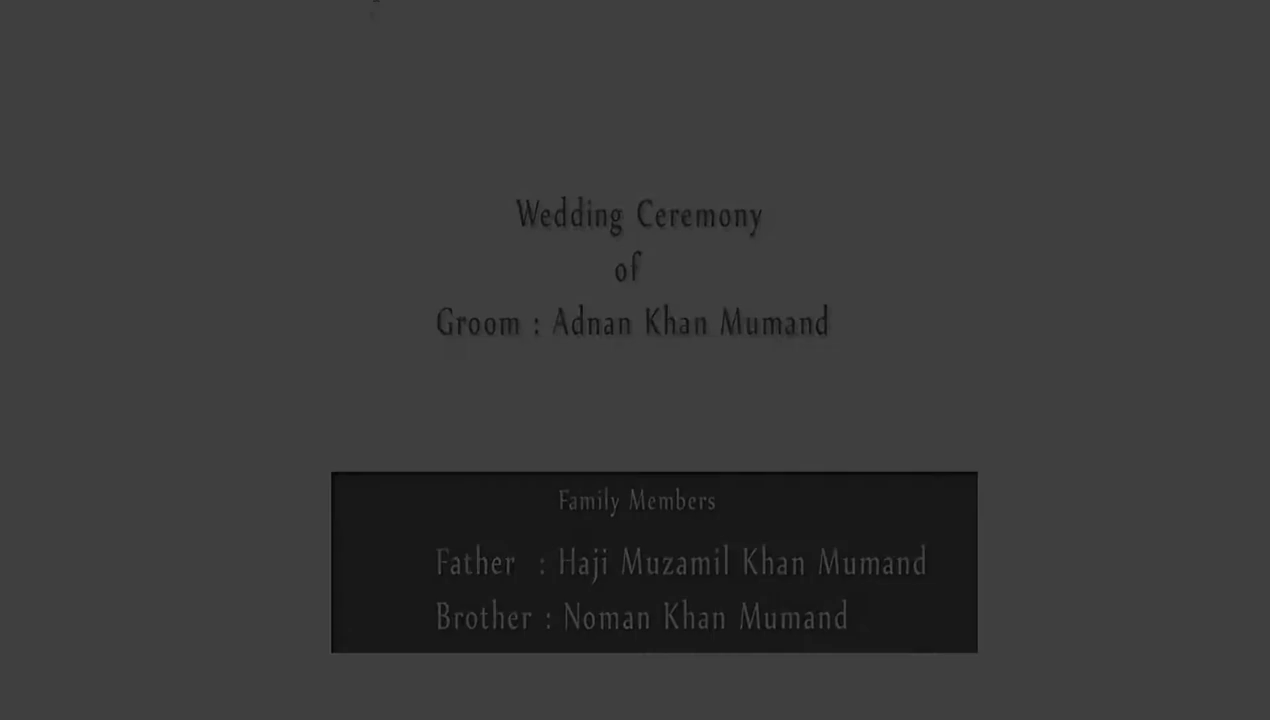 Wedding Ceremony
of
Groom : Adnan Khan Mumand
Family Members
Father : Haji Muzamil Khan Mumand
Brother : Noman Khan Mumand